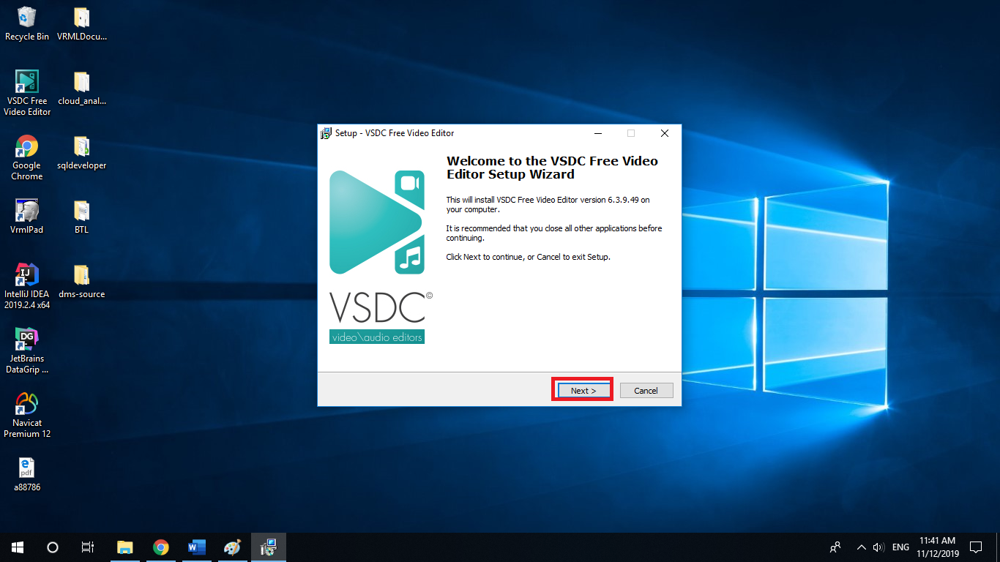 Recycle Bin
VRMLDocu...
VSDC Free
Video Editor
cloud_anal...
Google
Chrome
sqldeveloper
VrmlPad
BTL
IJ
IntelliJ IDEA
2019.2.4 x64
dms-source
DG
JetBrains
DataGrip ...
Navicat
Premium 12
pdf
a88786
Setup - VSDC Free Video Editor
Welcome to the VSDC Free Video
Editor Setup Wizard
This will install VSDC Free Video Editor version 6.3.9.49 on
your computer.
It is recommended that you close all other applications before
continuing.
Click Next to continue, or Cancel to exit Setup.
VSDC©
video\audio editors
Next >
Cancel
ENG
11:41 AM
11/12/2019